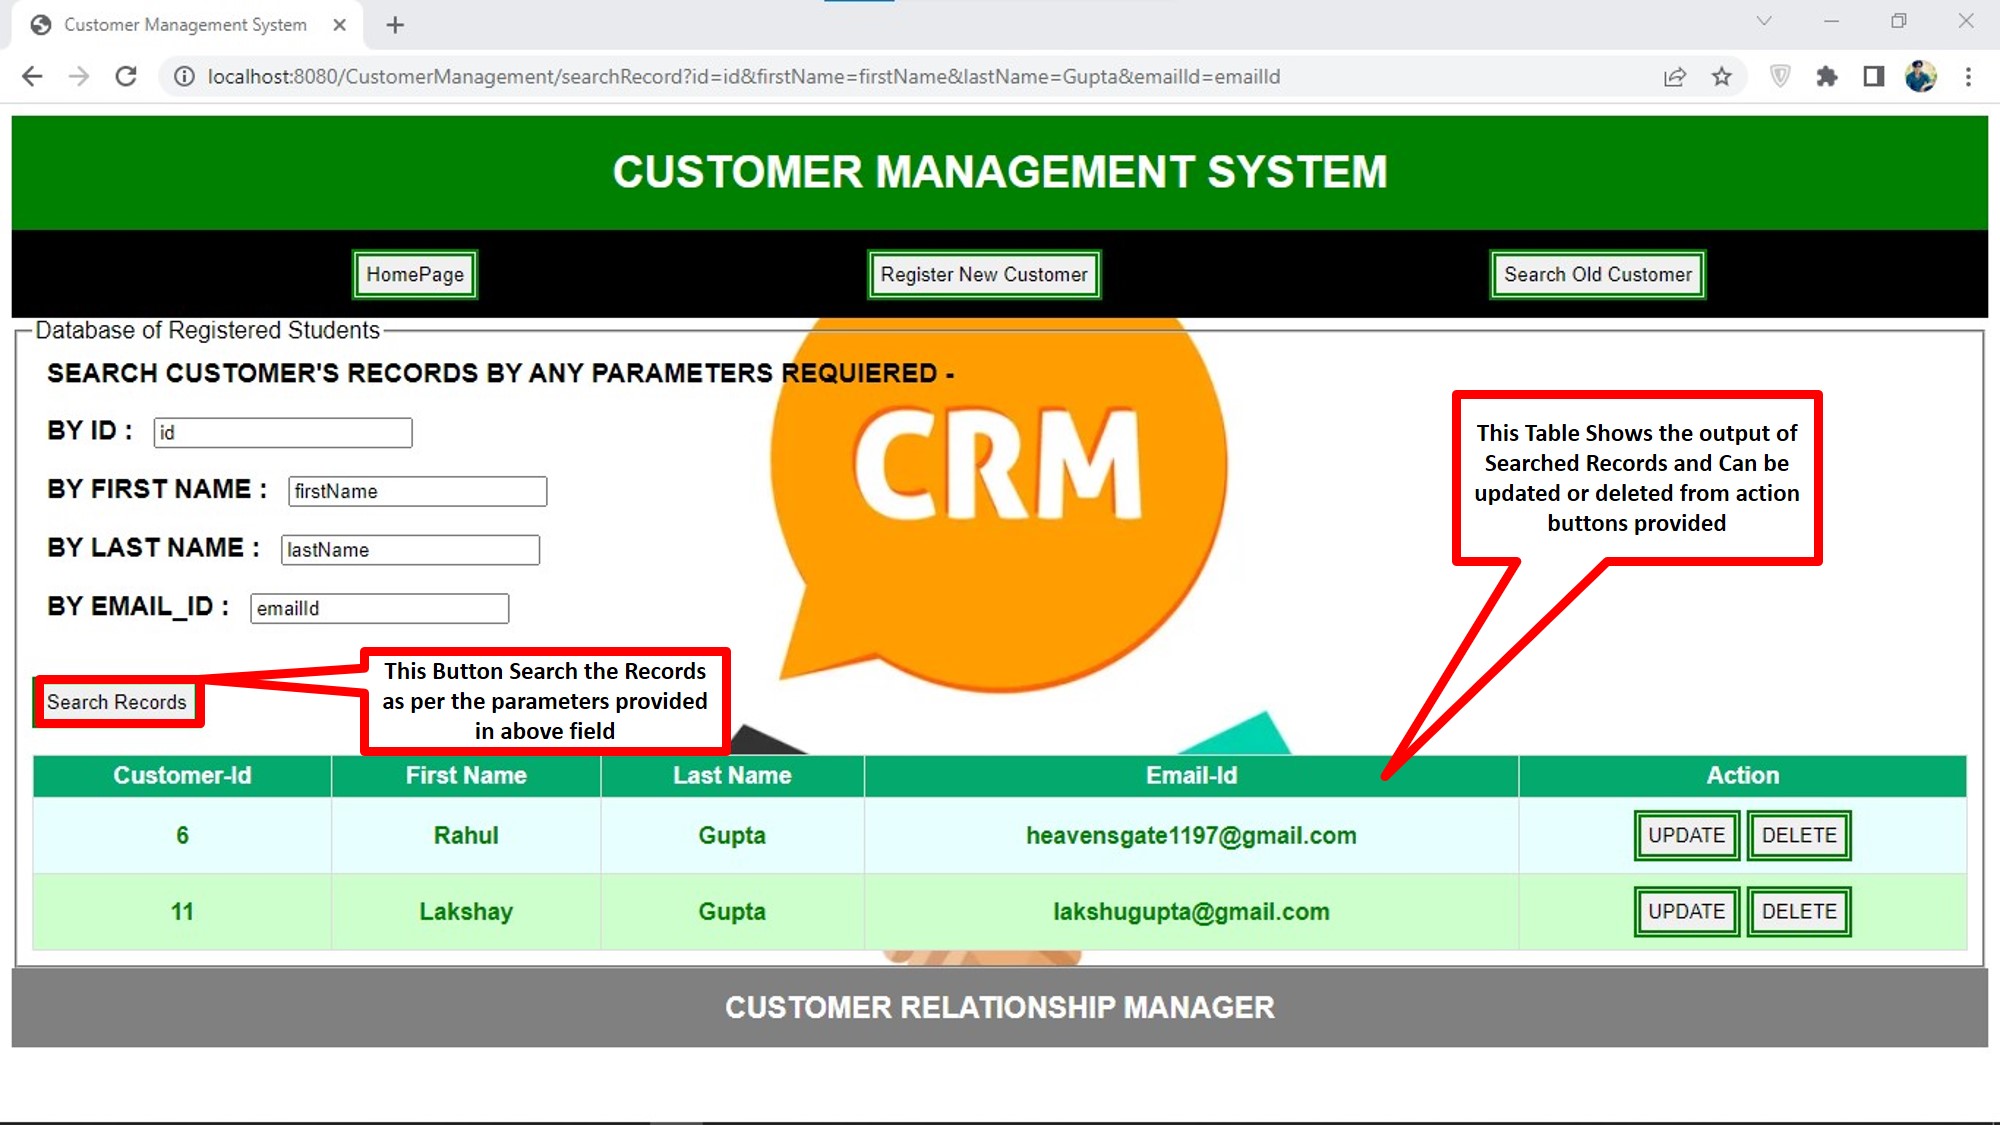 Customer Management System
localhost:8080/CustomerManagement/searchRecord?id=id&firstName=firstName&lastName=Gupta&emailId=emailId
CUSTOMER MANAGEMENT SYSTEM
HomePage Register New Customer Search Old Customer
Database of Registered Students
SEARCH CUSTOMER'S RECORDS BY ANY PARAMETERS REQUIERED -
CRM
BY ID : id
BY FIRST NAME : firstName
BY LAST NAME : lastName
BY EMAIL_ID : emailId
This Table Shows the output of
Searched Records and Can be
updated or deleted from action
buttons provided
Search Records
This Button Search the Records
as per the parameters provided
in above field
Customer-Id First Name Last Name Email-Id Action
6 Rahul Gupta heavensgate1197@gmail.com UPDATE DELETE
11 Lakshay Gupta lakshugupta@gmail.com UPDATE DELETE
CUSTOMER RELATIONSHIP MANAGER